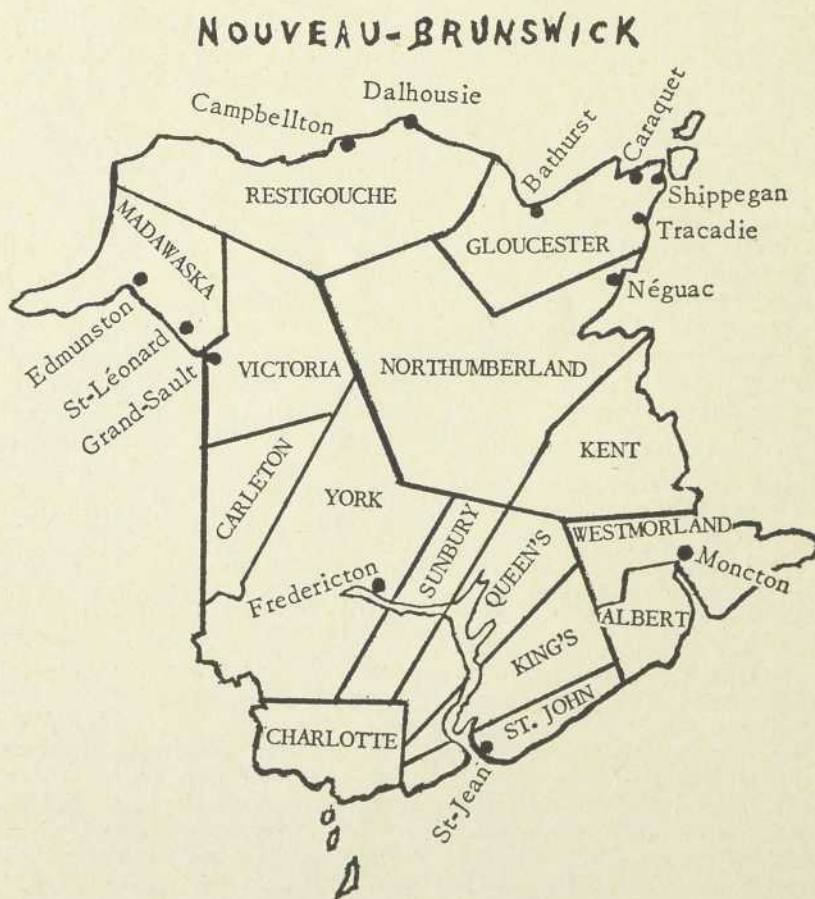 NOUVEAU-BRUNSWICK
Dalhousie
Campbellton
Caraquet
Bathurst
RESTIGOUCHE
Shippegan
MADAWASKA
GLOUCESTER
Tracadie
Néguac
Edmunston
St-Léonard
Grand-Sault
VICTORIA
NORTHUMBERLAND
KENT
CARLETON
YORK
SUNBURY
QUEEN'S
WESTMORLAND
Moncton
Fredericton
ALBERT
KING'S
ST. JOHN
CHARLOTTE
St-Jean